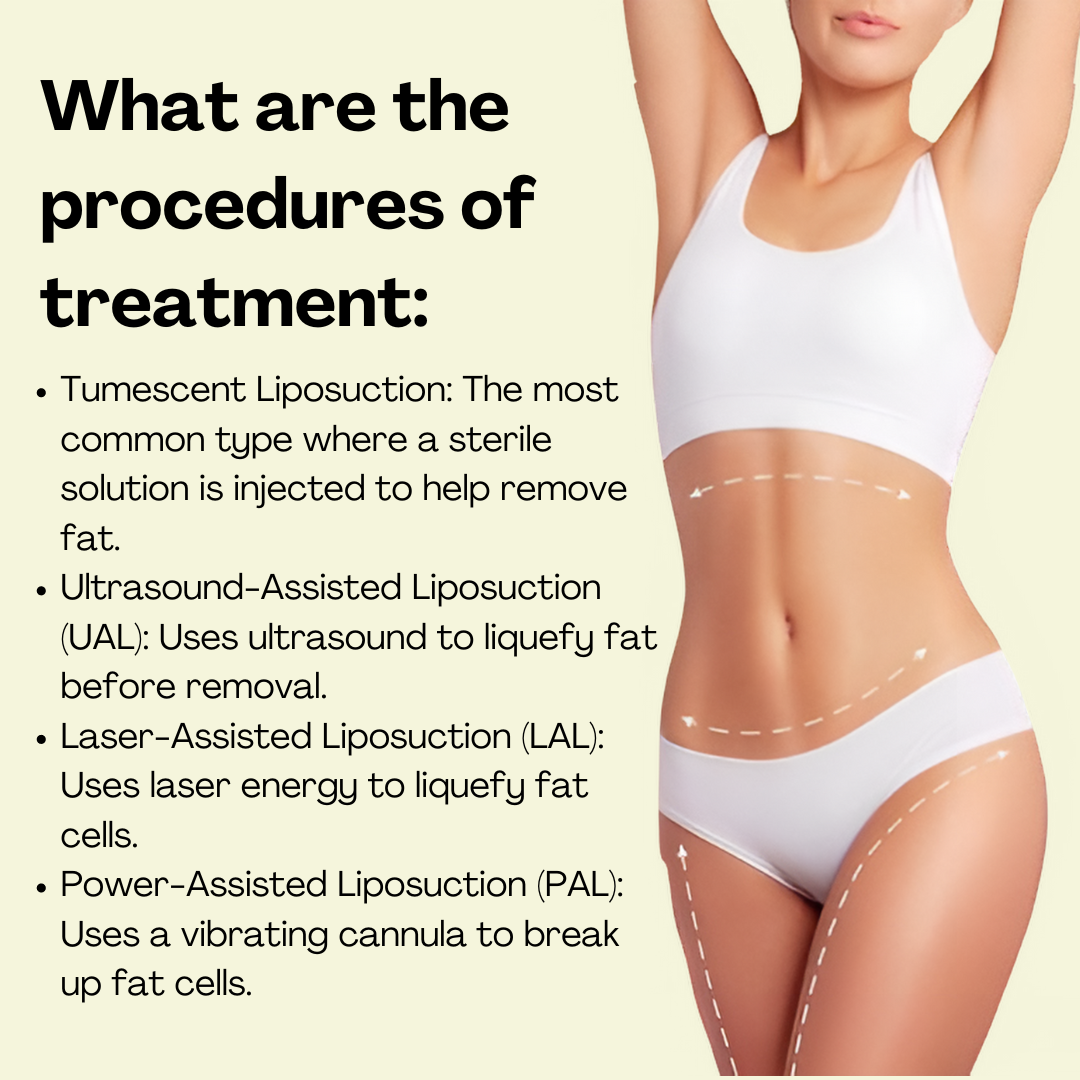 What are the
procedures of
treatment:
• Tumescent Liposuction: The most
common type where a sterile
solution is injected to help remove
fat.
• Ultrasound-Assisted Liposuction
(UAL): Uses ultrasound to liquefy fat
before removal.
• Laser-Assisted Liposuction (LAL):
Uses laser energy to liquefy fat
cells.
• Power-Assisted Liposuction (PAL):
Uses a vibrating cannula to break
up fat cells.